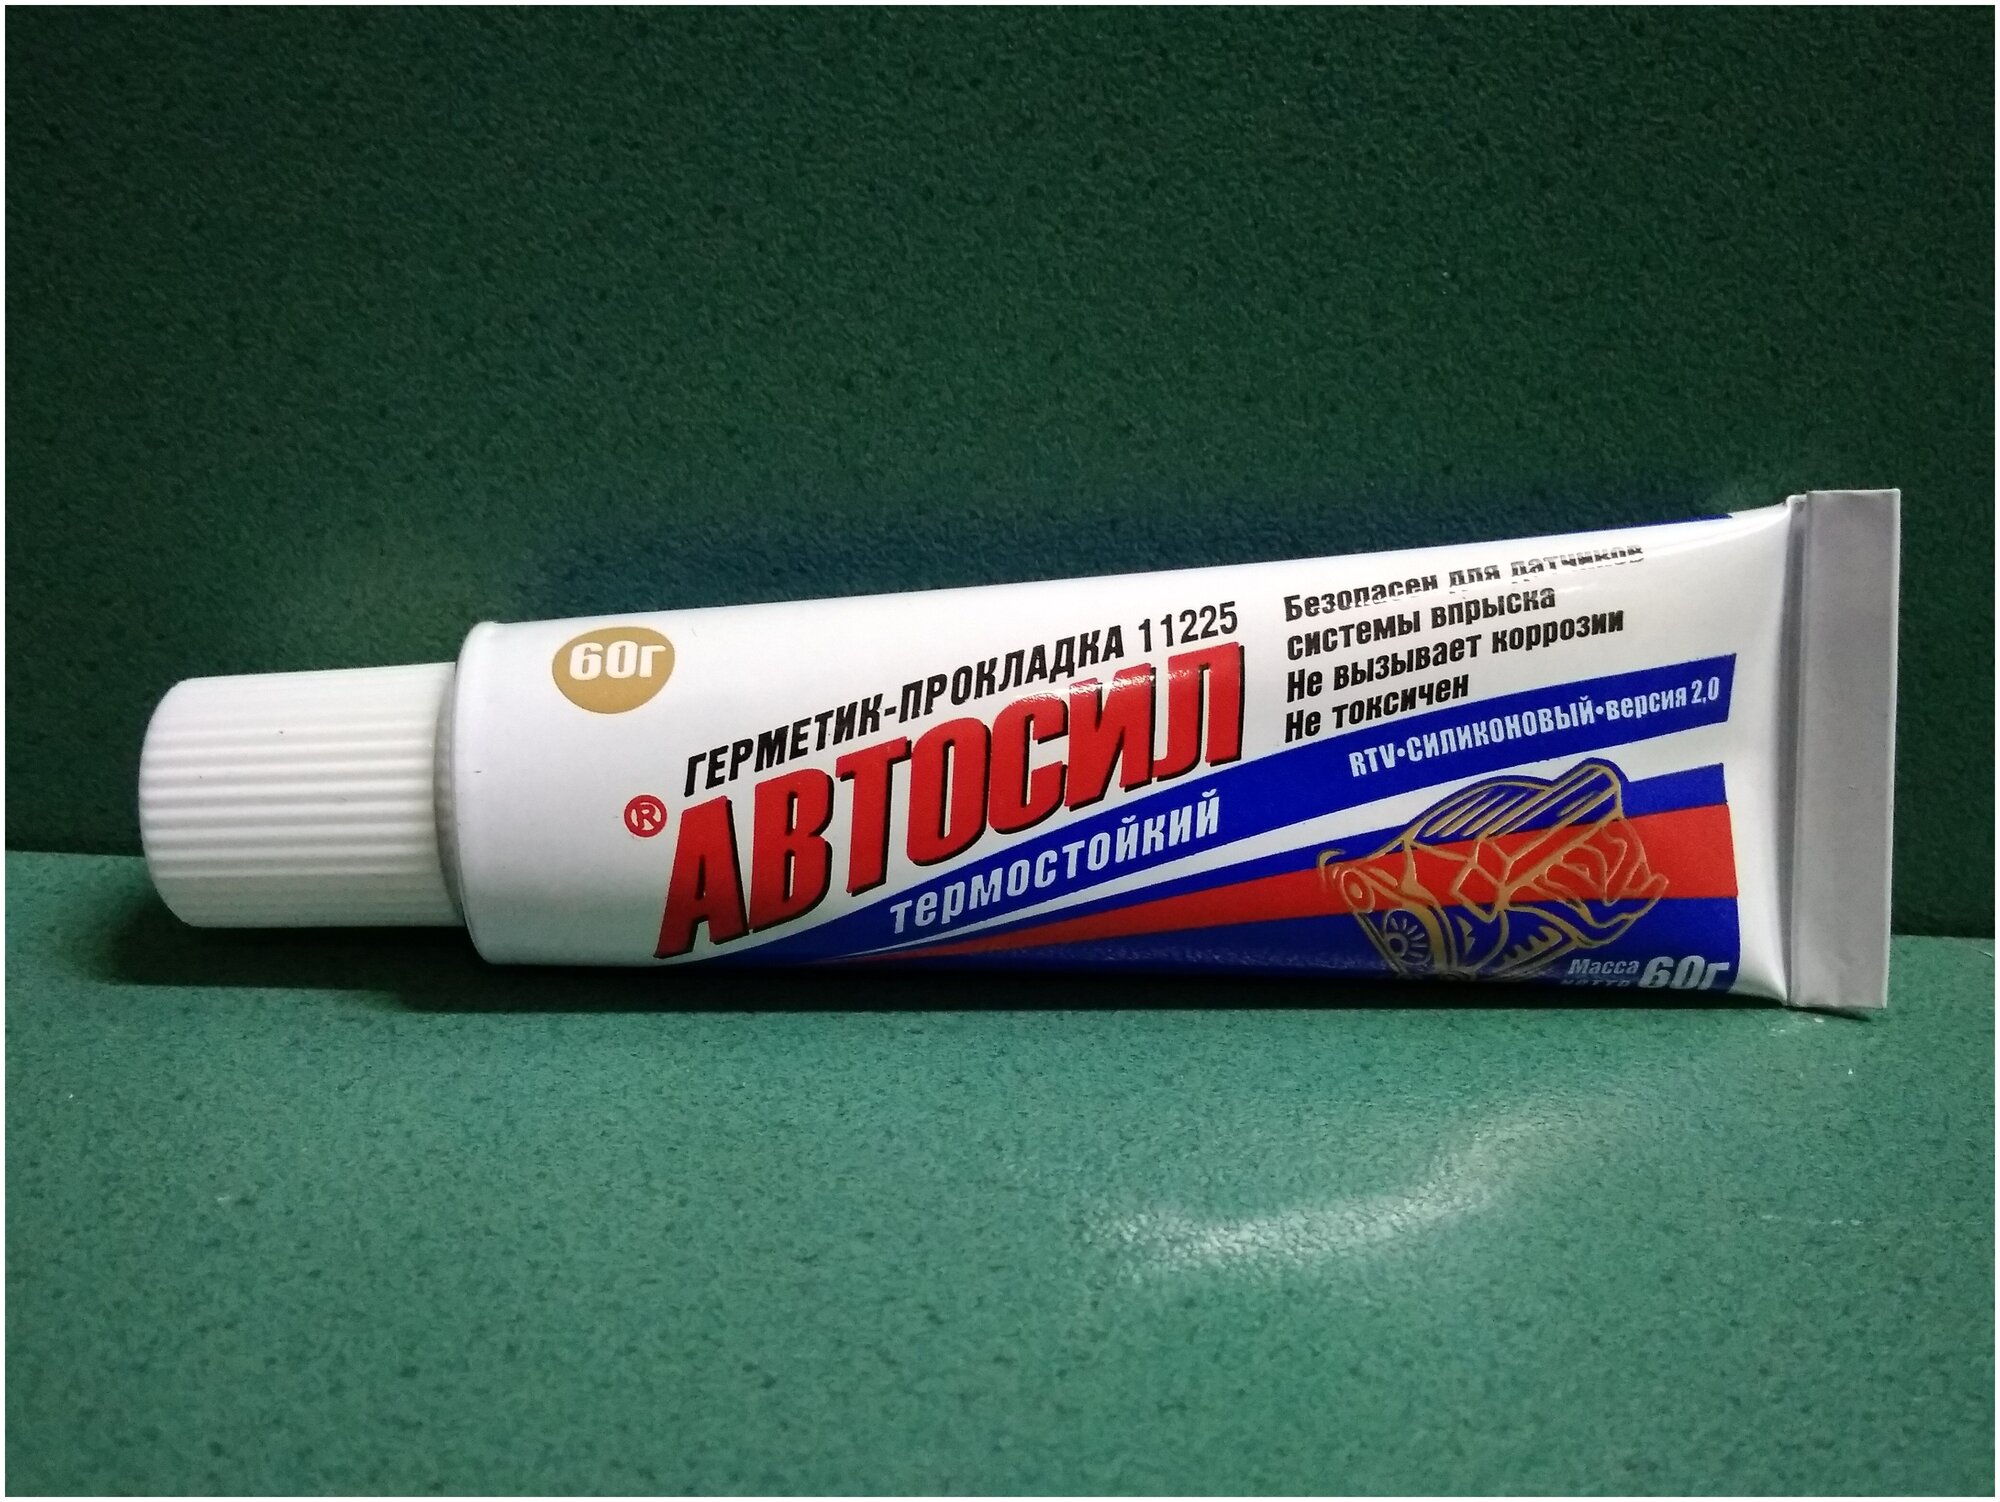 60г
ГЕРМЕТИК-ПРОКЛАДКА 11225
®АВТОСИЛ
термостойкий
Безопасен для датчиков
системы впрыска
Не вызывает коррозии
Не токсичен
RTV•СИЛИКОНОВЫЙ•версия 2,0
Масса
нетто 60г